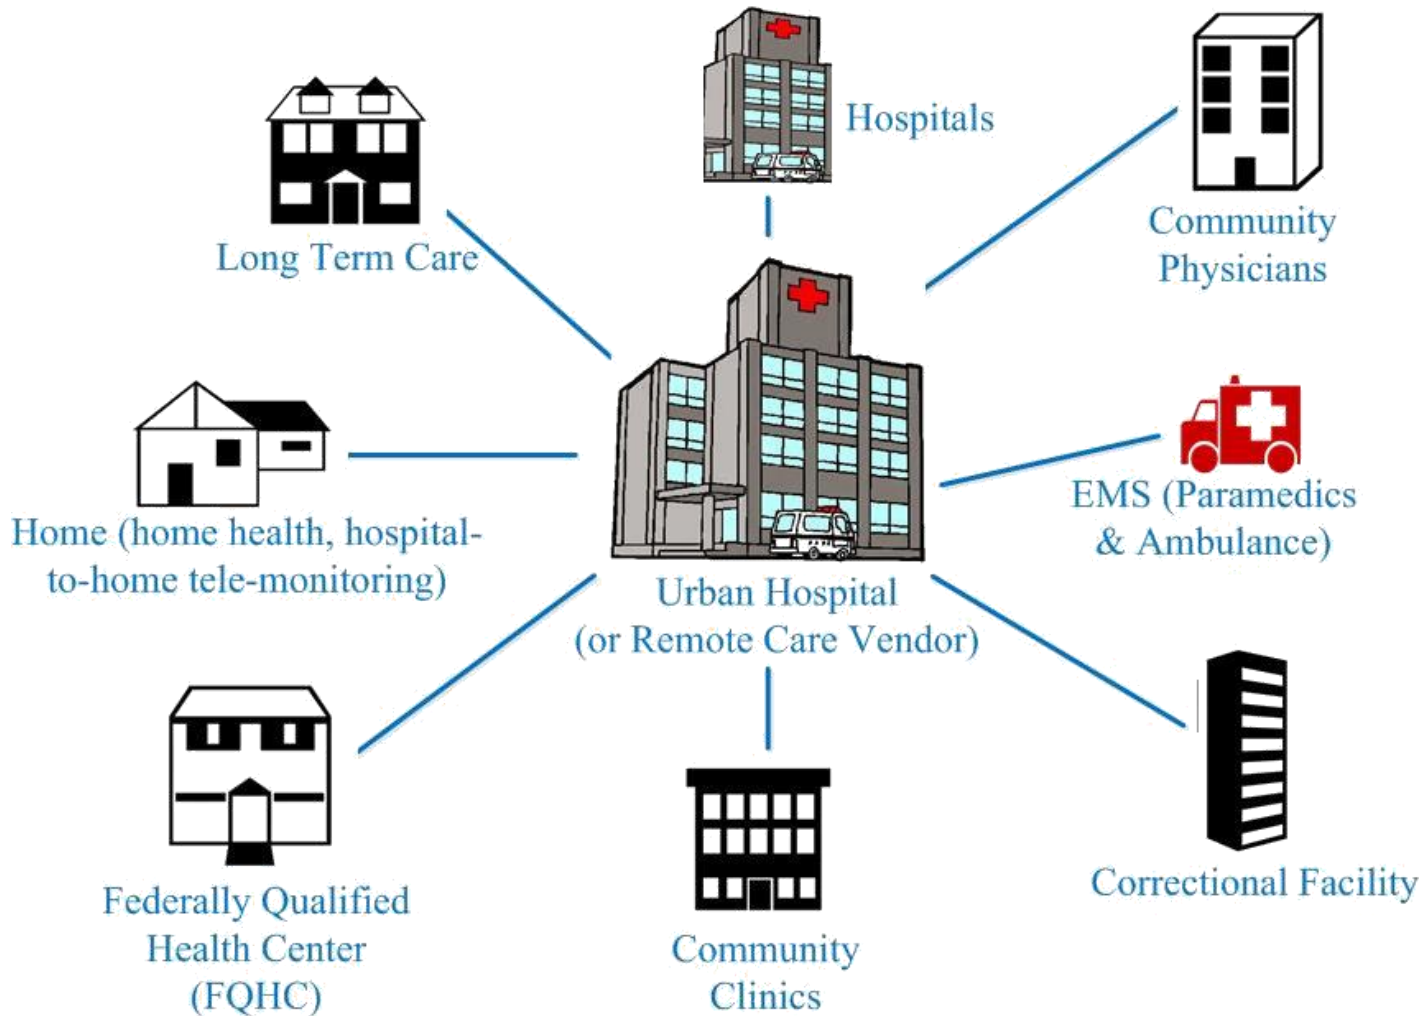 Hospitals
Long Term Care
Community
Physicians
Home (home health, hospital-
to-home tele-monitoring)
EMS (Paramedics
& Ambulance)
Urban Hospital
(or Remote Care Vendor)
Federally Qualified
Health Center
(FQHC)
Community
Clinics
Correctional Facility